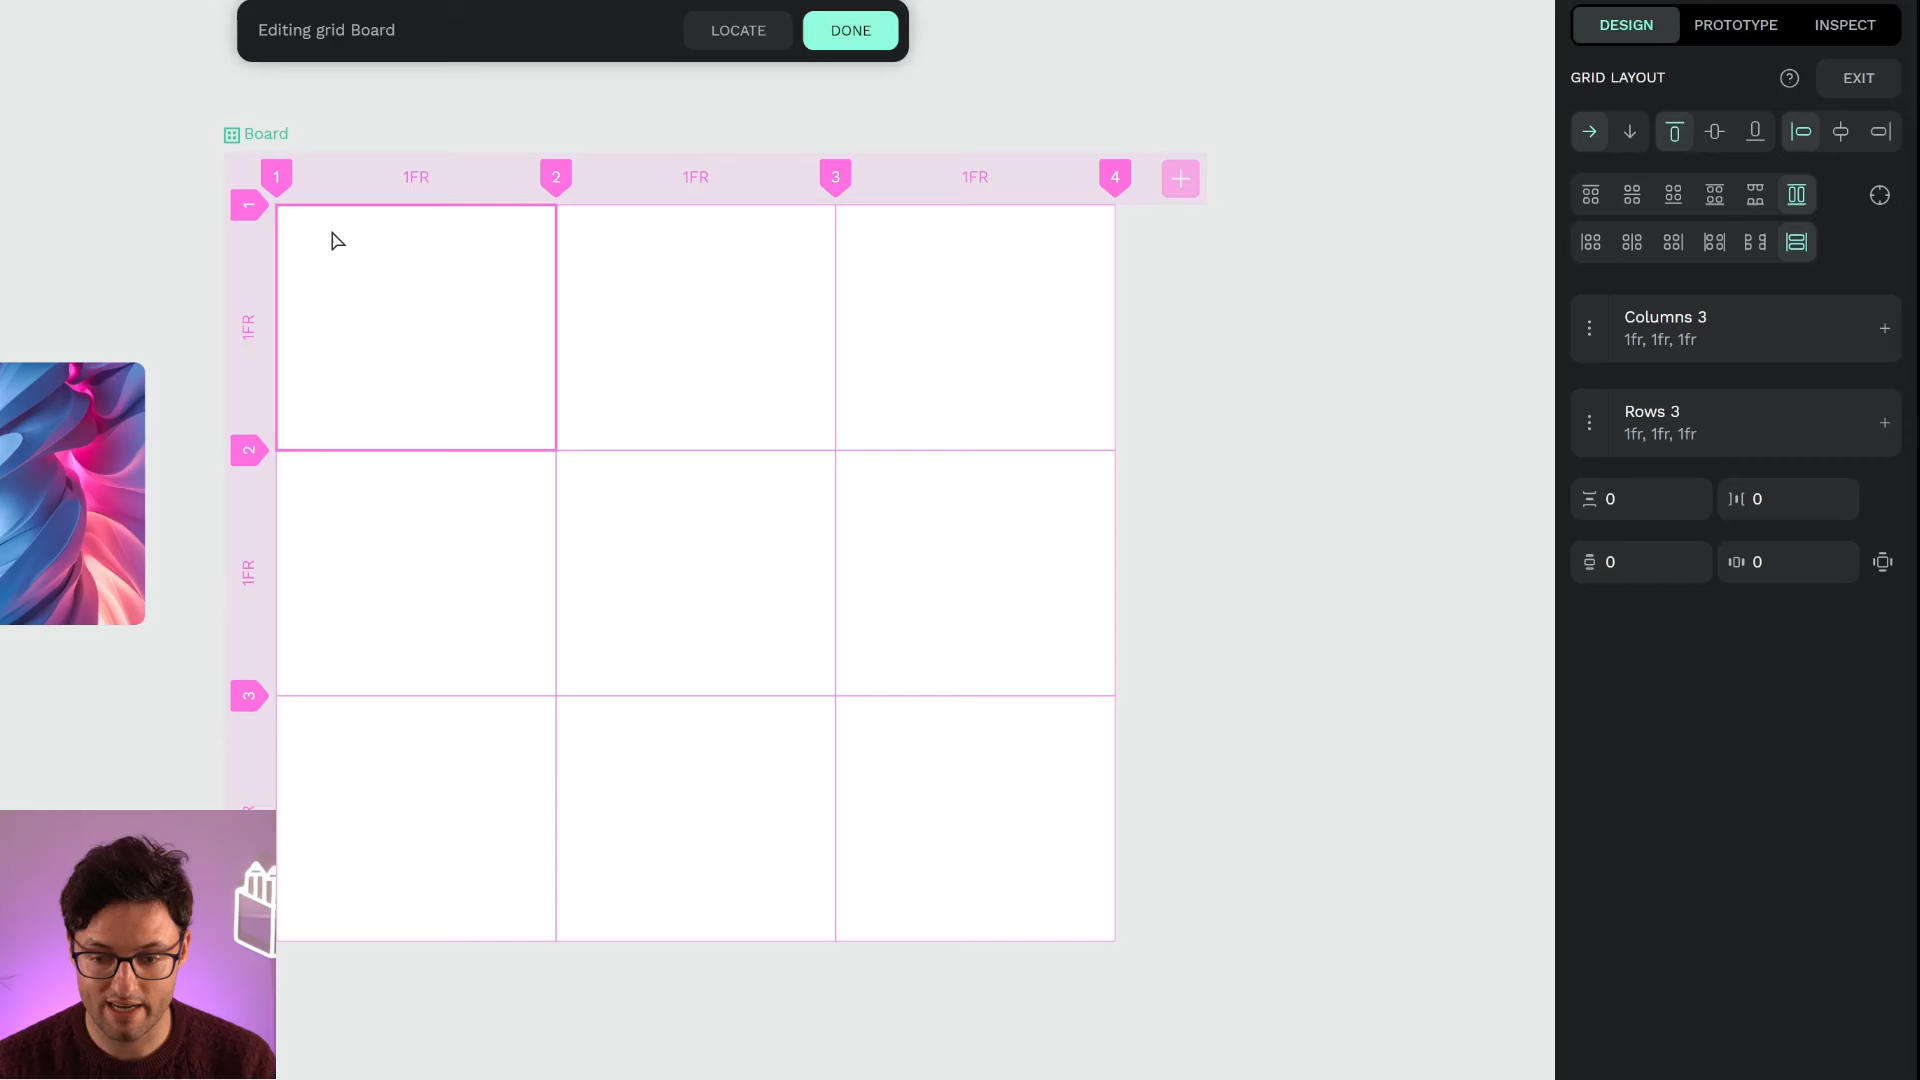 Editing grid Board
LOCATE
DONE
DESIGN
PROTOTYPE
INSPECT
GRID LAYOUT
EXIT
Board
1
1FR
2
1FR
3
1FR
4
1
1FR
2
1FR
3
Columns 3
1fr, 1fr, 1fr
Rows 3
1fr, 1fr, 1fr
0
0
0
0